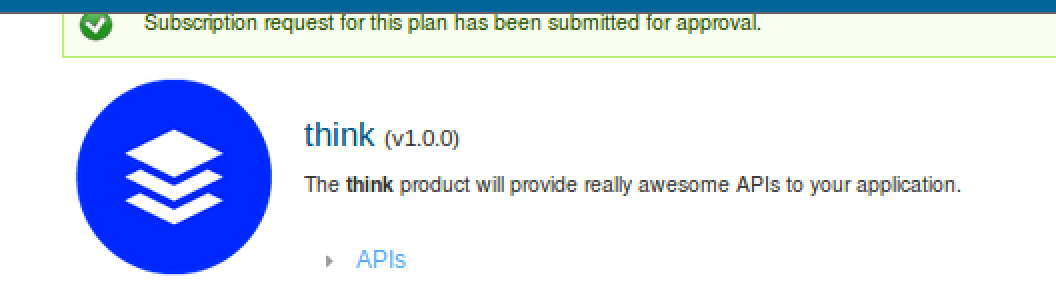 Subscription request for this plan has been submitted for approval.
think (v1.0.0)
The think product will provide really awesome APIs to your application.
APIs